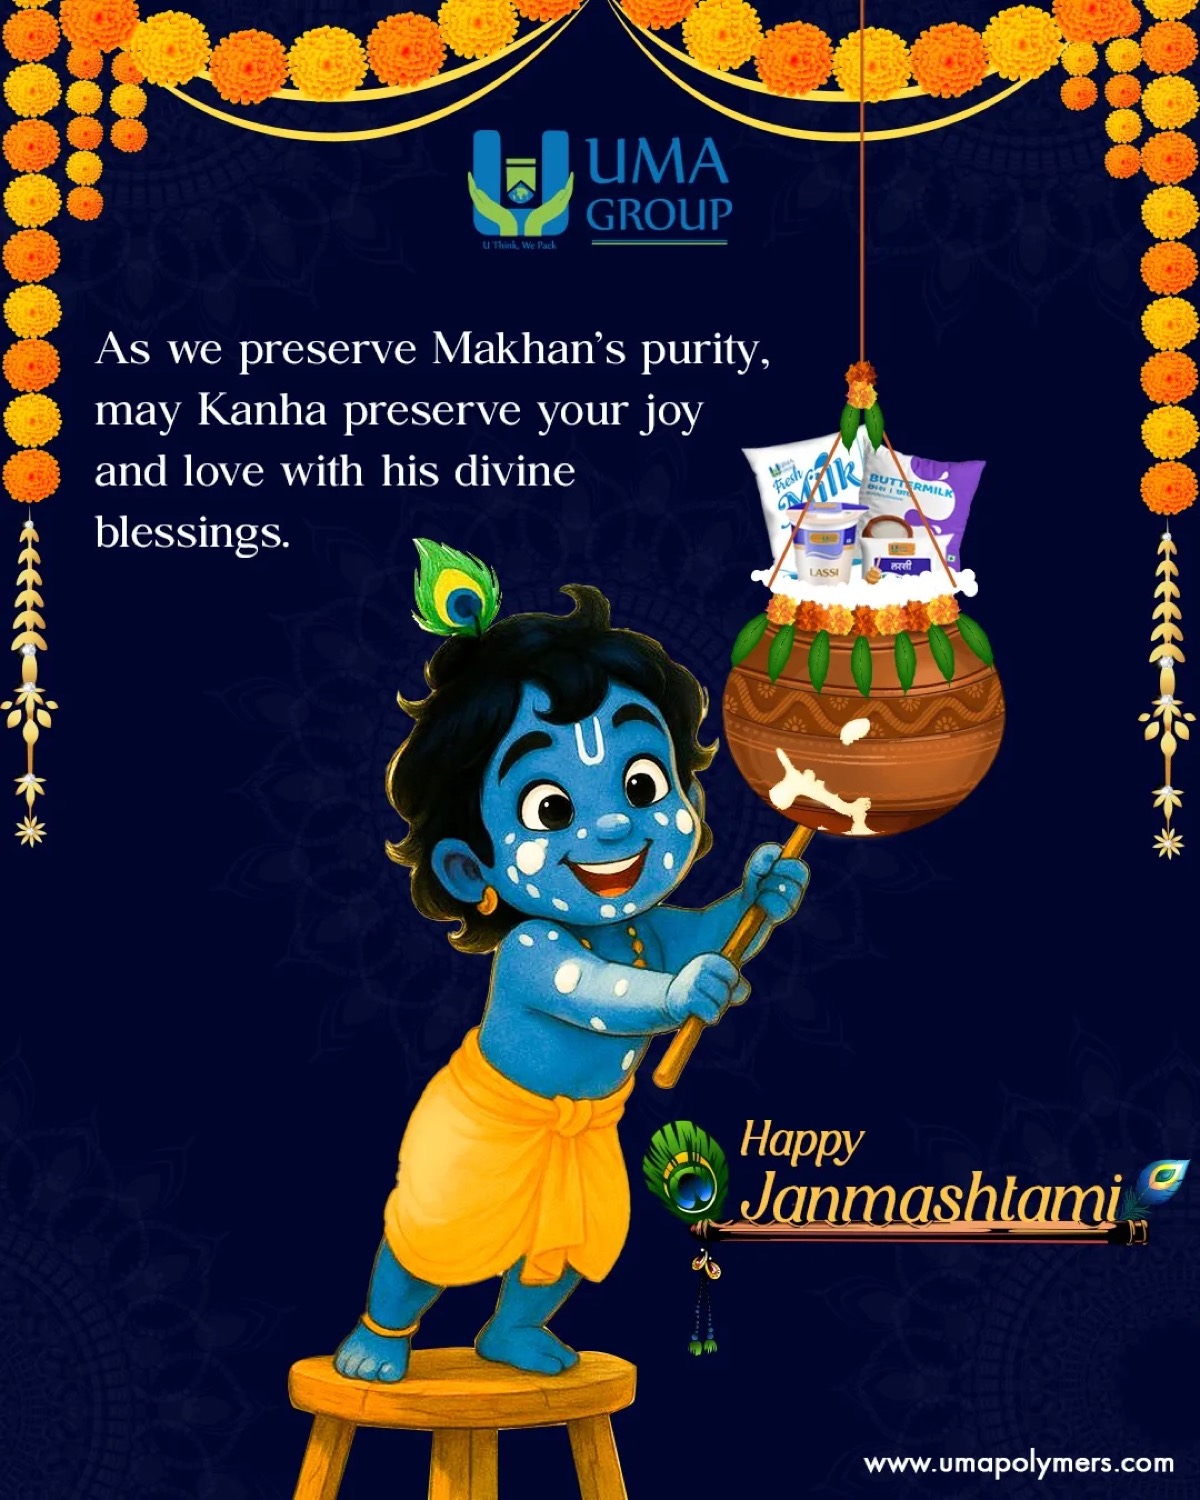 UMA
GROUP
U Think, We Pack
As we preserve Makhan's purity,
may Kanha preserve your joy
and love with his divine
blessings.
Fresh
Milk
BUTTERMILK
LASSI
लस्सी
Happy
Janmashtami
www.umapolymers.com